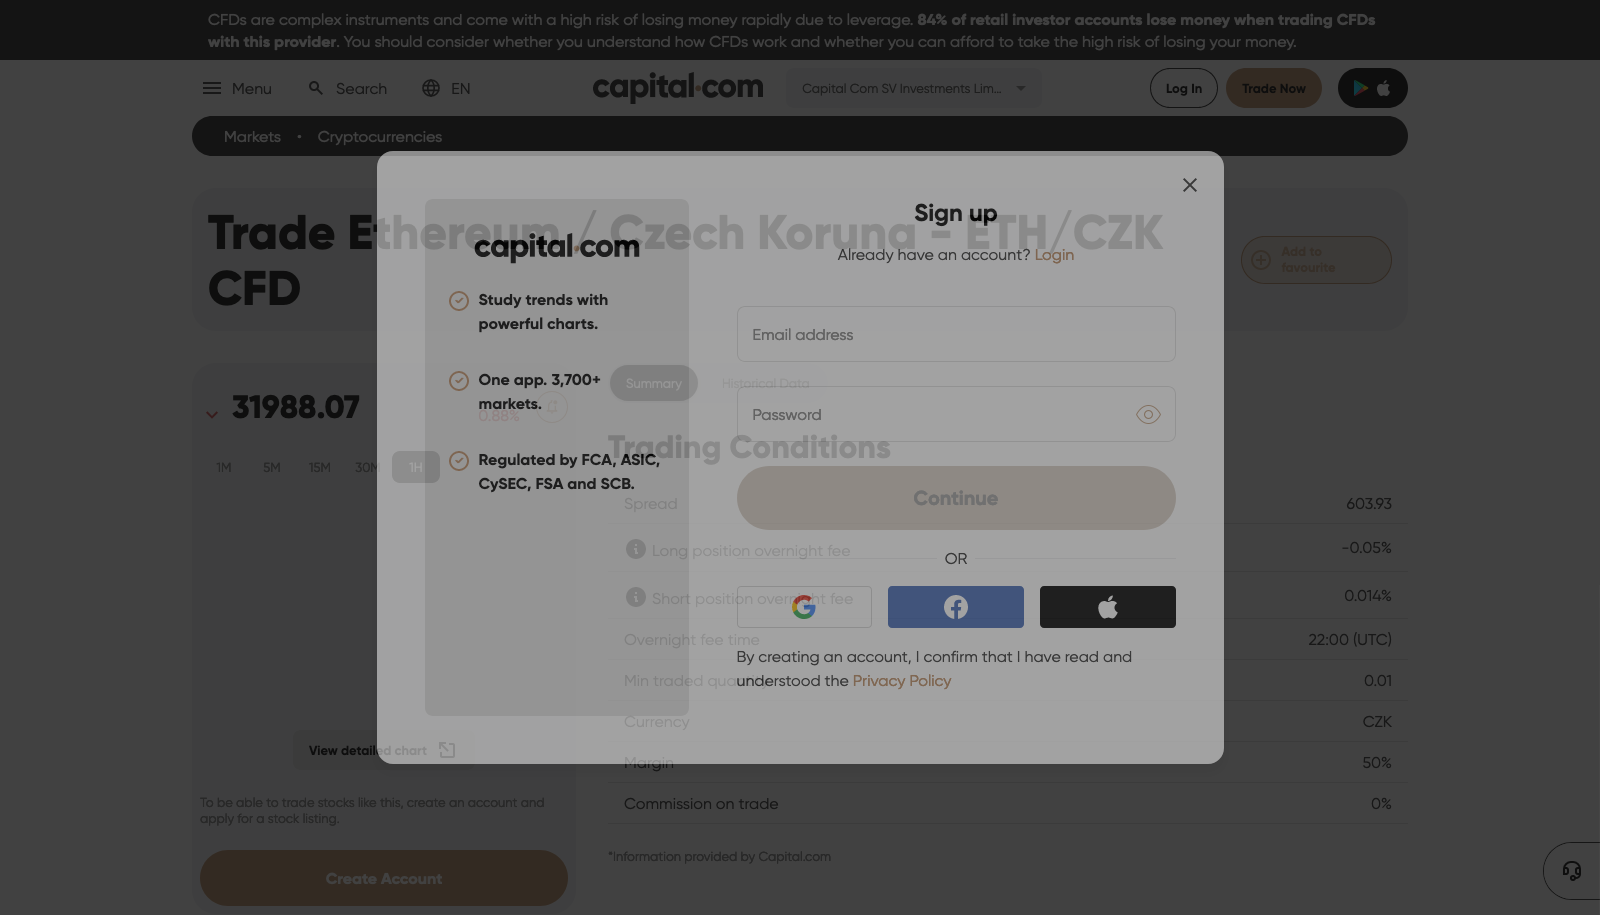 CFDs are complex instruments and come with a high risk of losing money rapidly due to leverage. 84% of retail investor accounts lose money when trading CFDs
with this provider. You should consider whether you understand how CFDs work and whether you can afford to take the high risk of losing your money.
Menu
Search
EN
capital.com
Capital Com SV Investments Lim...
Log In
Trade Now
Markets • Cryptocurrencies
Trade Ethereum / Czech Koruna - ETH/CZK
CFD
Add to
favourite
31988.07
0.88%
1M 5M 15M 30M 1H
View detailed chart
To be able to trade stocks like this, create an account and
apply for a stock listing.
Create Account
Summary
Historical Data
Trading Conditions
Spread 603.93
Long position overnight fee -0.05%
Short position overnight fee 0.014%
Overnight fee time 22:00 (UTC)
Min traded quantity 0.01
Currency CZK
Margin 50%
Commission on trade 0%
*Information provided by Capital.com
capital.com
Study trends with
powerful charts.
One app. 3,700+
markets.
Regulated by FCA, ASIC,
CySEC, FSA and SCB.
Sign up
Already have an account? Login
Email address
Password
Continue
OR
By creating an account, I confirm that I have read and
understood the Privacy Policy